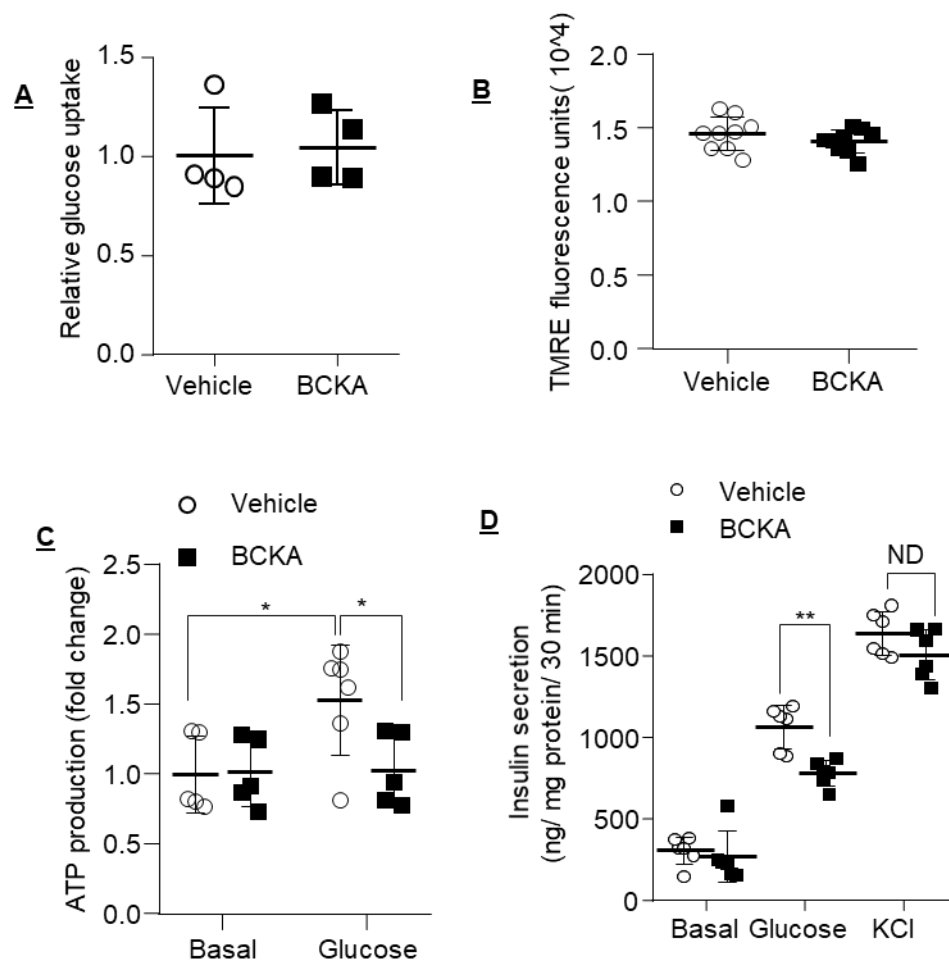 A
Relative glucose uptake
1.5
1.0
0.5
0.0
Vehicle
BCKA
B
TMRE fluorescence units( 10^4)
2.0
1.5
1.0
0.5
0.0
Vehicle
BCKA
C
Vehicle
BCKA
ATP production (fold change)
2.5
2.0
1.5
1.0
0.5
0.0
*
*
Basal
Glucose
D
Vehicle
BCKA
Insulin secretion
(ng/ mg protein/ 30 min)
2000
1500
1000
500
0
**
ND
Basal
Glucose
KCl